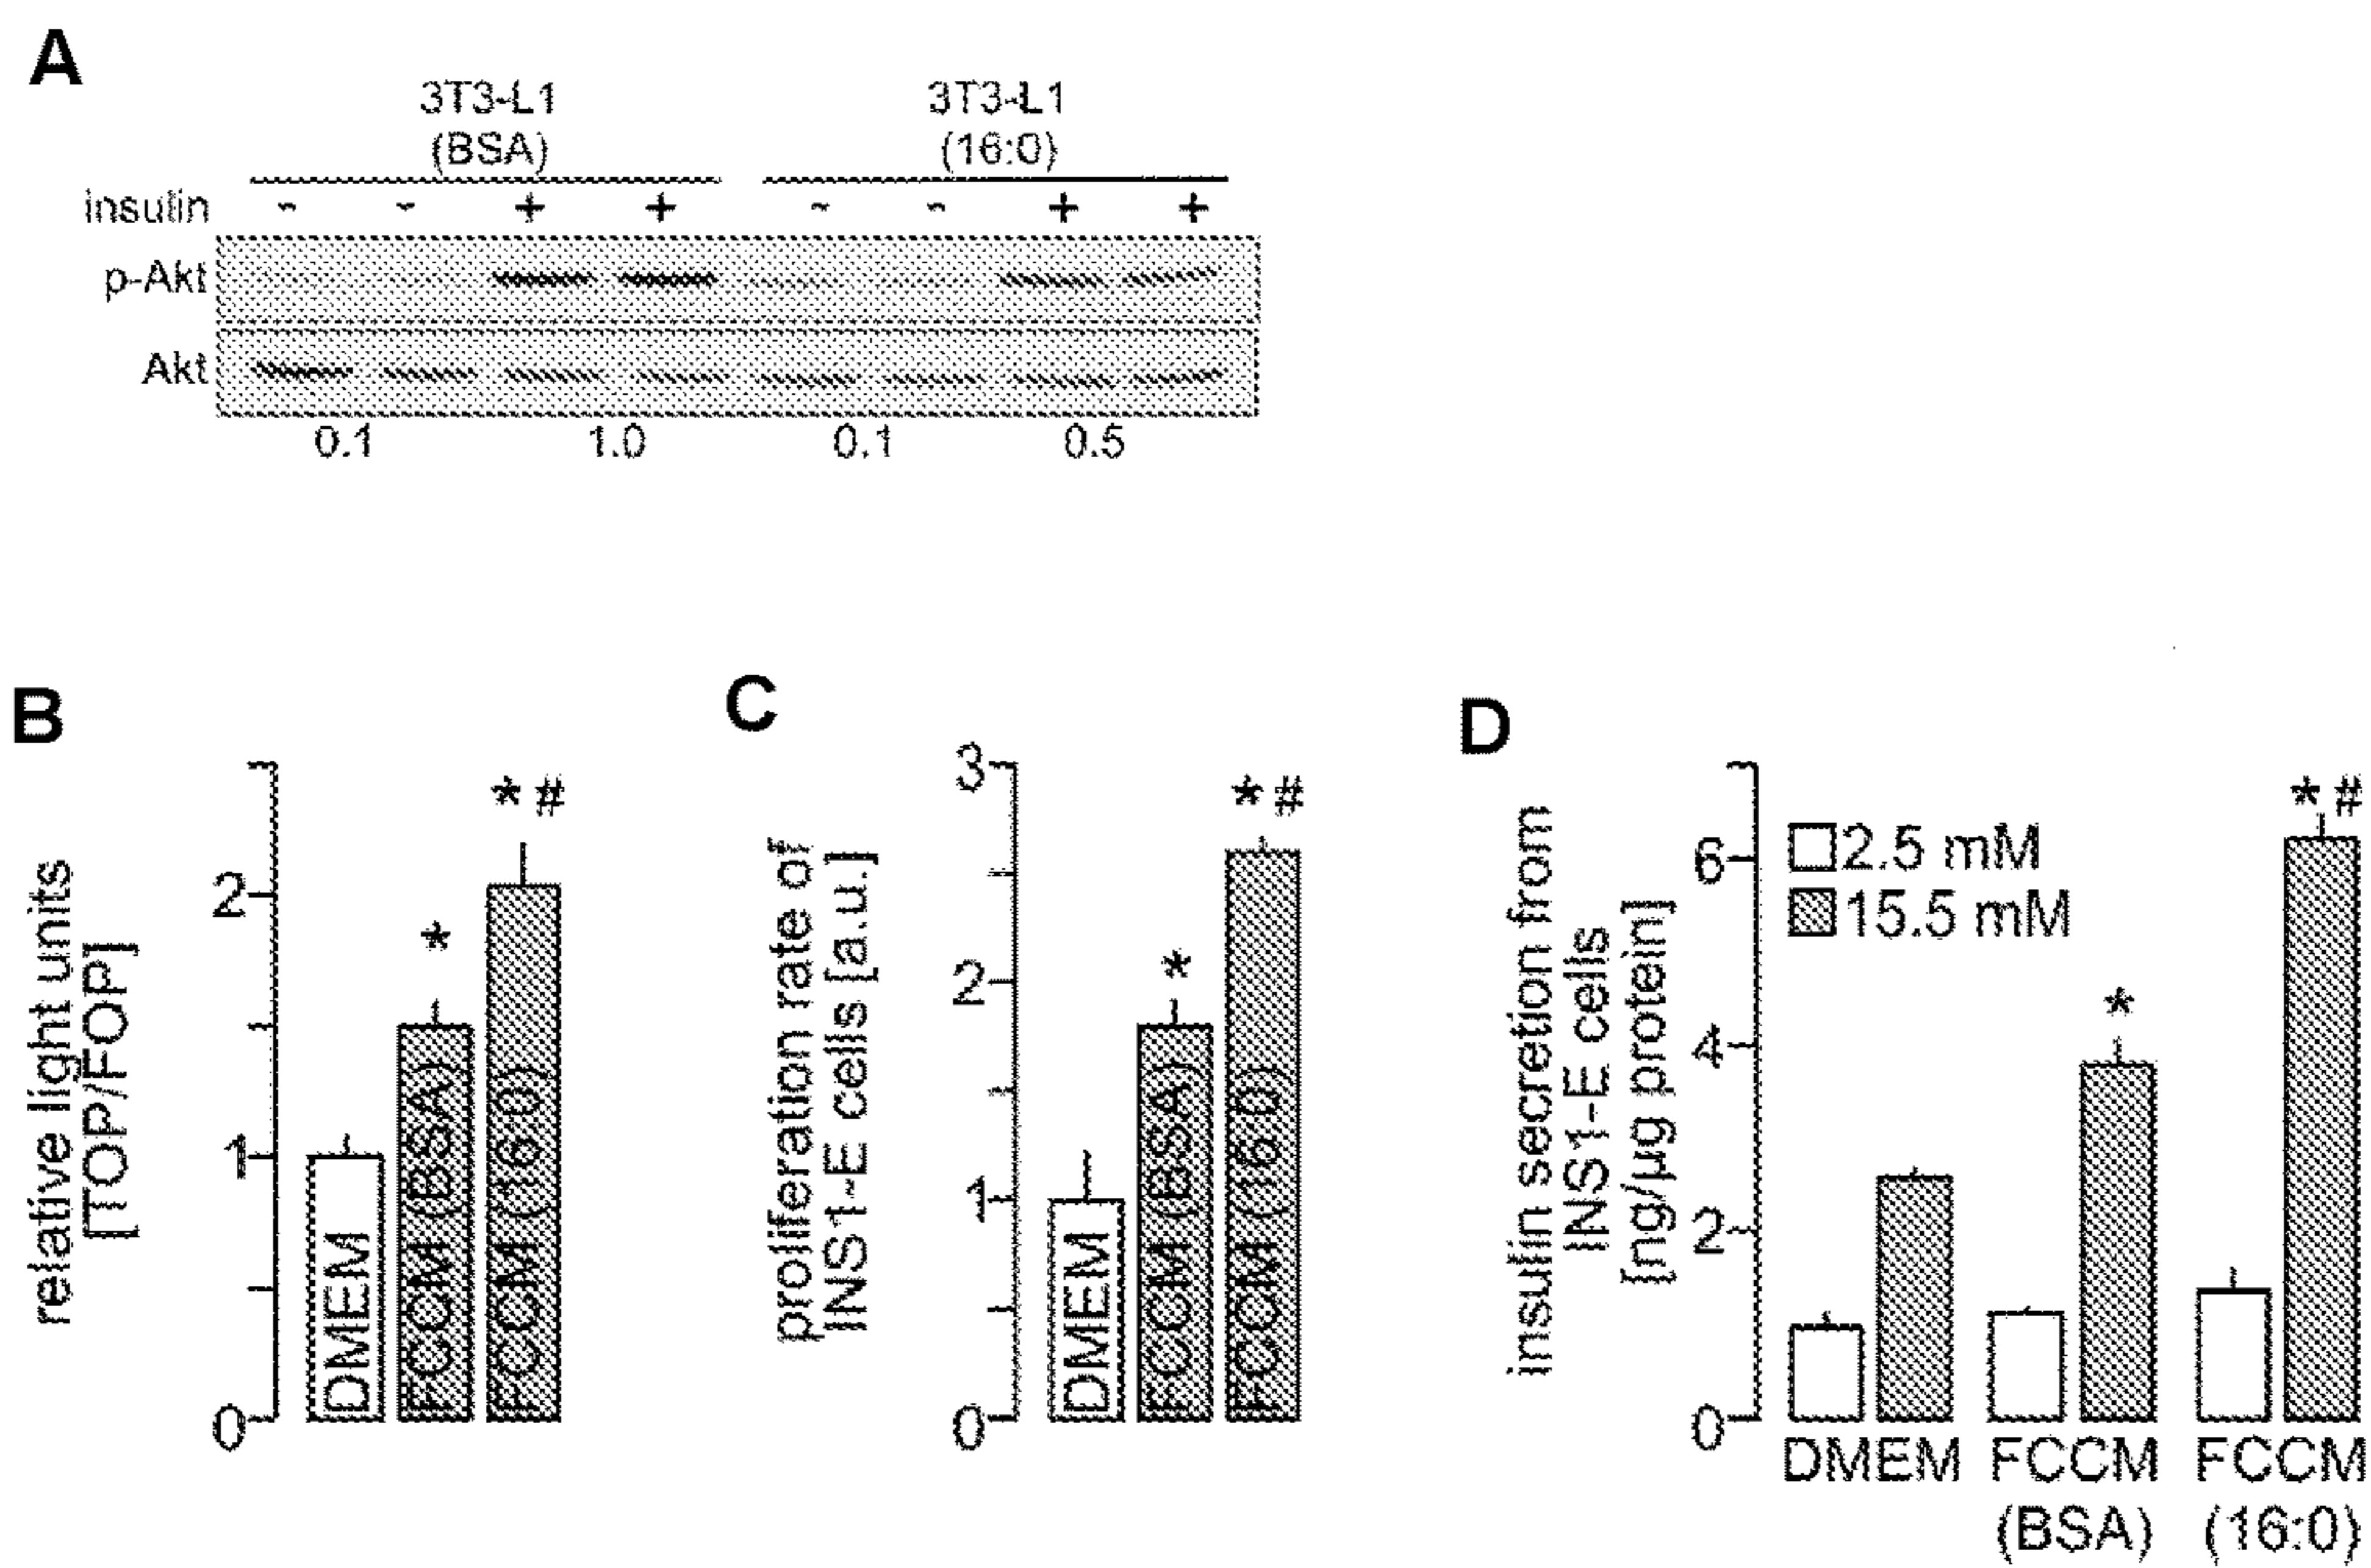 A
3T3-L1
(BSA)
3T3-L1
(16:0)
insulin - - + + - - + +
p-Akt
Akt
0.1 1.0 0.1 0.5
B
relative light units
[TOP/FOP]
2
1
0
DMEM
FCCM (BSA)
FCCM (16:0)
*
* #
C
proliferation rate of
INS1-E cells [a.u.]
3
2
1
0
DMEM
FCCM (BSA)
FCCM (16:0)
*
* #
D
insulin secretion from
INS1-E cells
[ng/µg protein]
6
4
2
0
2.5 mM
15.5 mM
*
* #
DMEM FCCM FCCM
(BSA) (16:0)